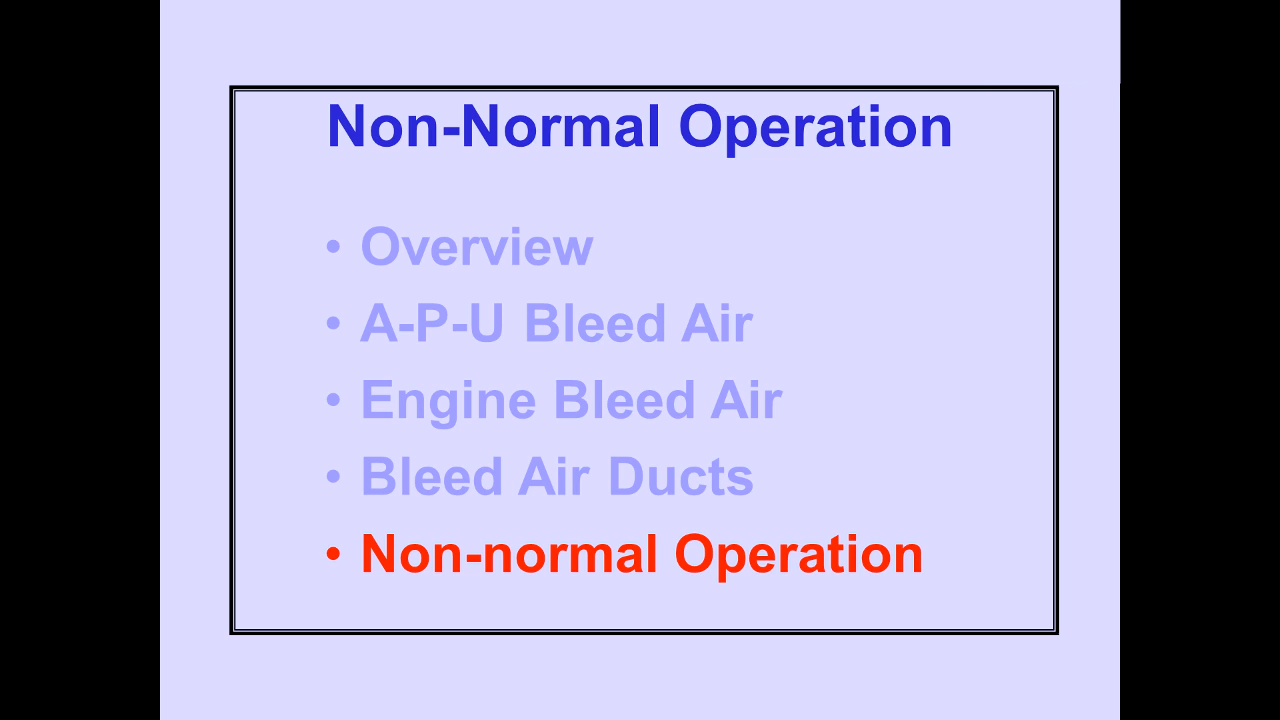 Non-Normal Operation
• Overview
• A-P-U Bleed Air
• Engine Bleed Air
• Bleed Air Ducts
• Non-normal Operation